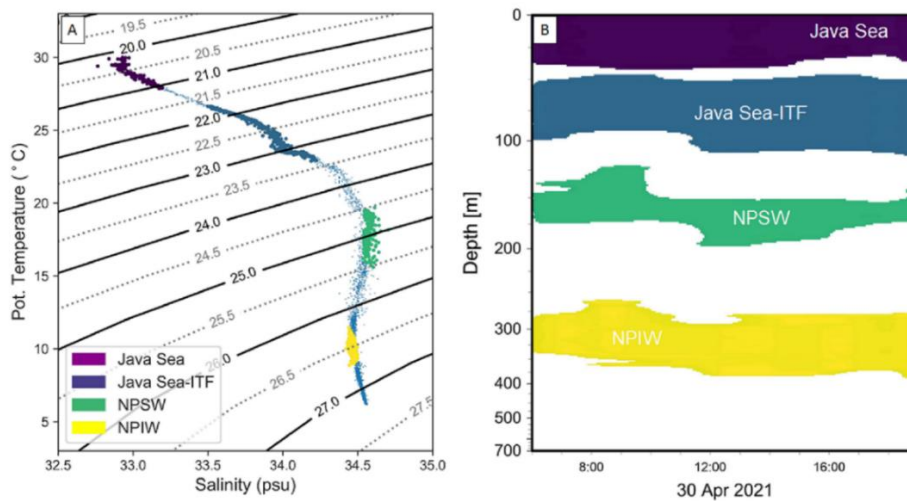 A
Pot. Temperature (°C)
30
25
20
15
10
5
19.5
20.0
20.5
21.0
21.5
22.0
22.5
23.0
23.5
24.0
24.5
25.0
25.5
26.0
26.5
27.0
27.5
Java Sea
Java Sea-ITF
NPSW
NPIW
32.5 33.0 33.5 34.0 34.5 35.0
Salinity (psu)
B
Depth [m]
0
100
200
300
400
500
700
Java Sea
Java Sea-ITF
NPSW
NPIW
8:00 12:00 16:00
30 Apr 2021